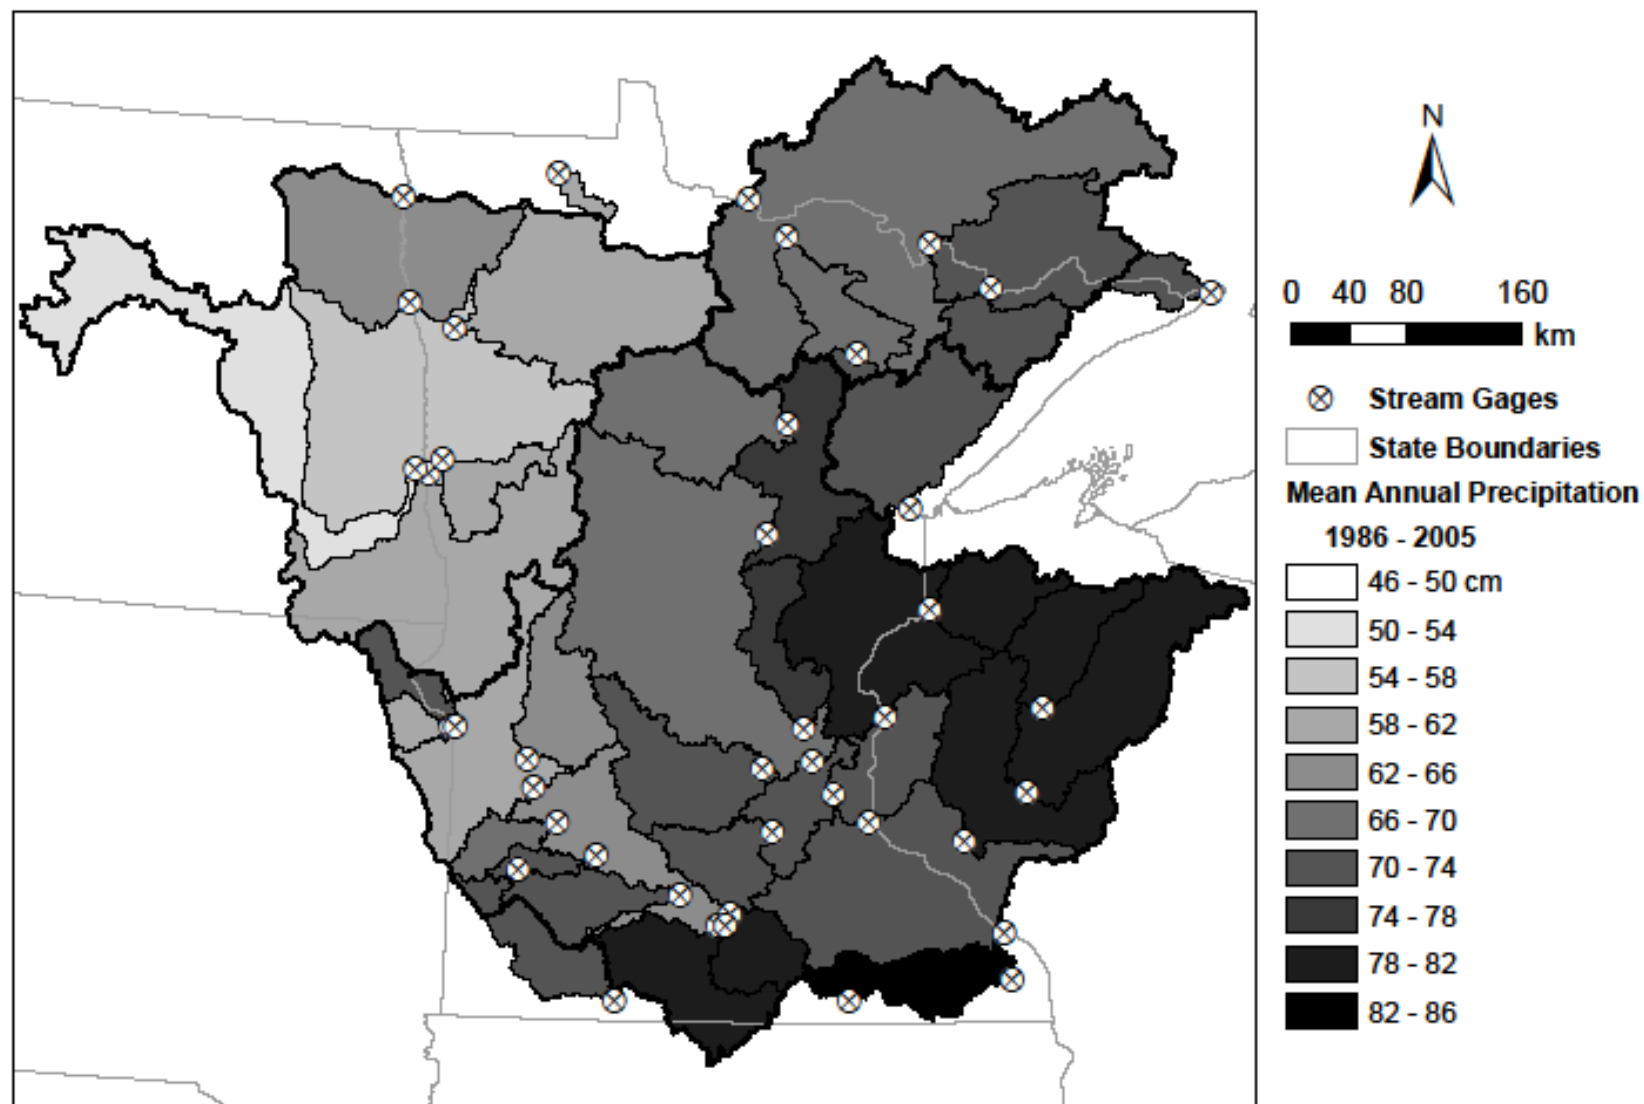 N
0 40 80 160
km
Stream Gages
State Boundaries
Mean Annual Precipitation
1986 - 2005
46 - 50 cm
50 - 54
54 - 58
58 - 62
62 - 66
66 - 70
70 - 74
74 - 78
78 - 82
82 - 86